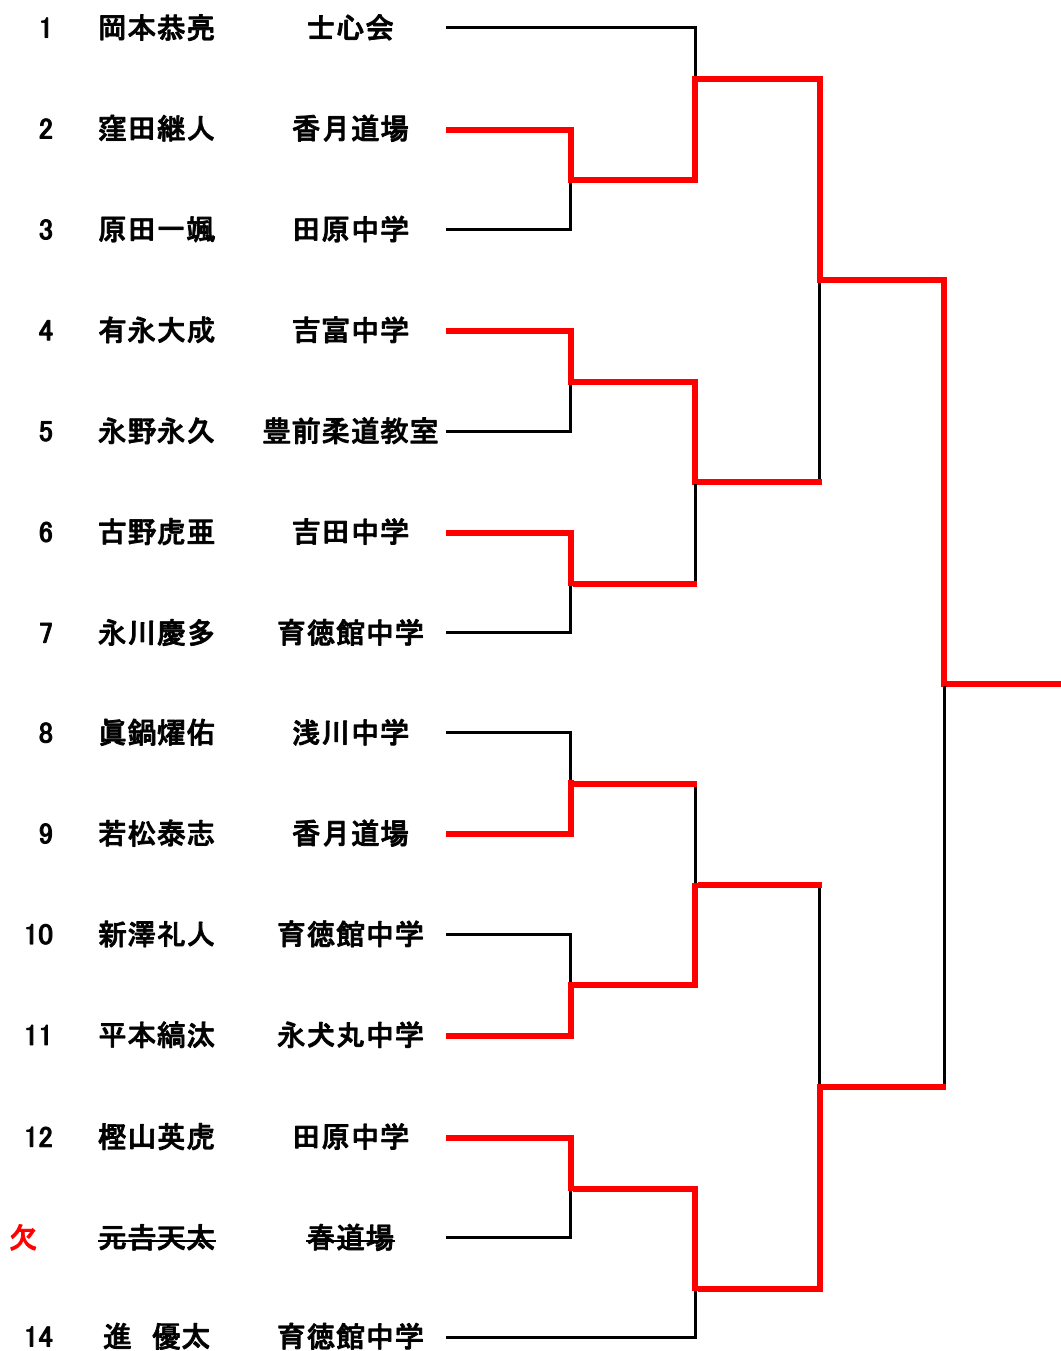 1 岡本恭亮 士心会
2 窪田継人 香月道場
3 原田一颯 田原中学
4 有永大成 吉富中学
5 永野永久 豊前柔道教室
6 古野虎亜 吉田中学
7 永川慶多 育徳館中学
8 眞鍋燿佑 浅川中学
9 若松泰志 香月道場
10 新澤礼人 育徳館中学
11 平本縞汰 永犬丸中学
12 樫山英虎 田原中学
欠 元吉天太 春道場
14 進 優太 育徳館中学